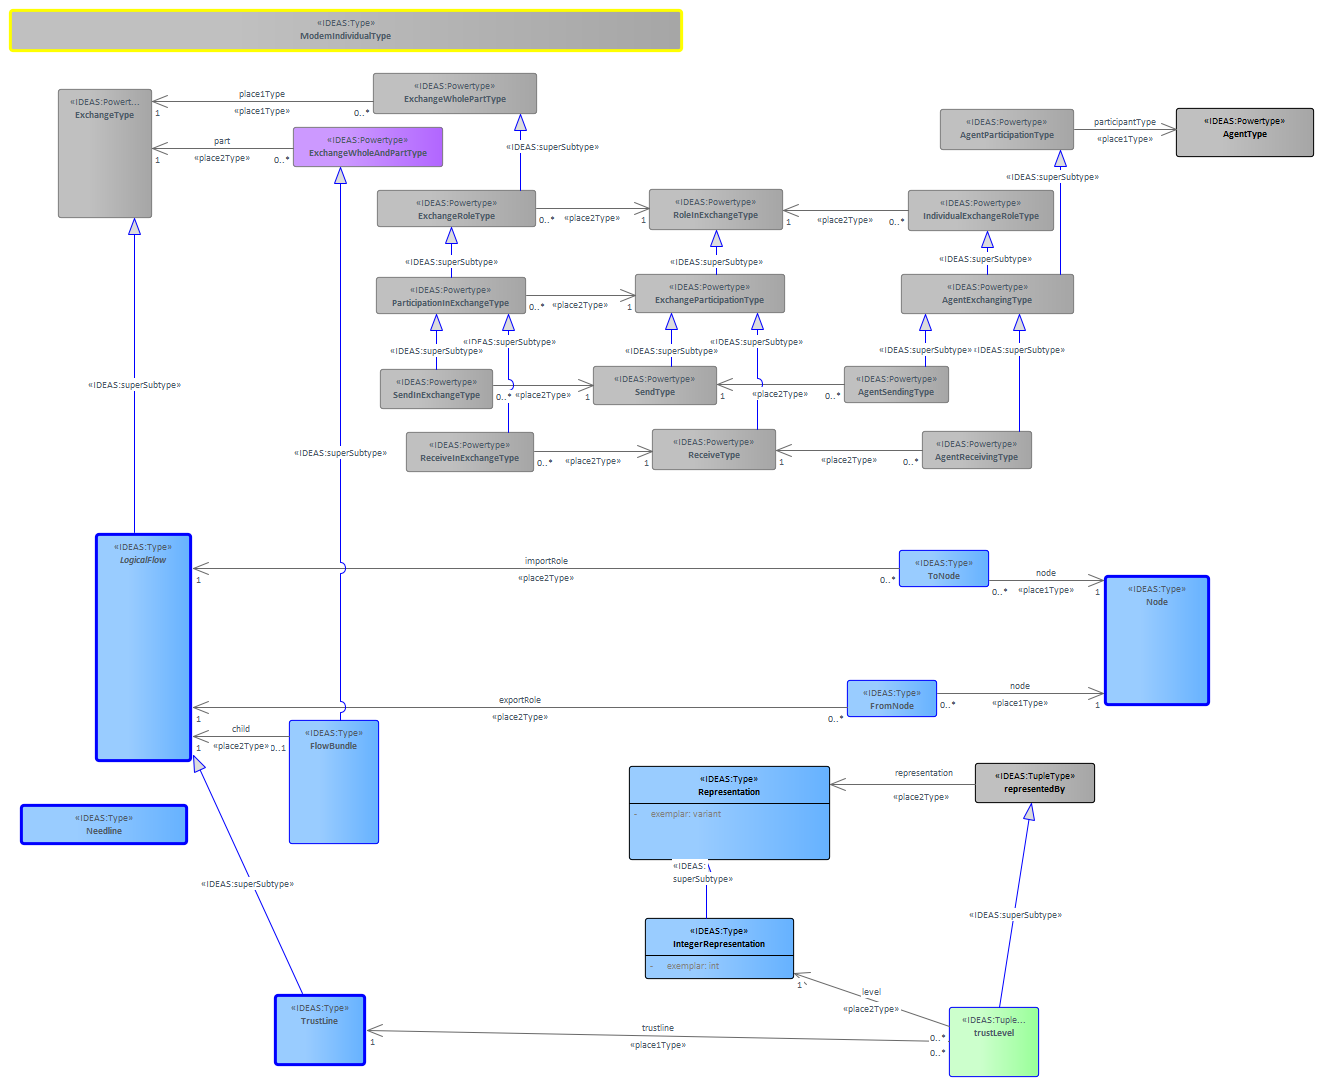 «IDEAS:Type»
ModemIndividualType
«IDEAS:Powert...
ExchangeType
place1Type
«place1Type»
1
0..*
«IDEAS:Powertype»
ExchangeWholePartType
part
«place2Type»
1
0..*
«IDEAS:Powertype»
ExchangeWholeAndPartType
«IDEAS:superSubtype»
«IDEAS:Powertype»
AgentParticipationType
participantType
«place1Type»
«IDEAS:Powertype»
AgentType
«IDEAS:superSubtype»
«IDEAS:Powertype»
ExchangeRoleType
0..*
«place2Type»
1
«IDEAS:Powertype»
RoleInExchangeType
1
«place2Type»
0..*
«IDEAS:Powertype»
IndividualExchangeRoleType
«IDEAS:superSubtype»
«IDEAS:superSubtype»
«IDEAS:superSubtype»
«IDEAS:Powertype»
ParticipationInExchangeType
0..*
«place2Type»
1
«IDEAS:Powertype»
ExchangeParticipationType
«IDEAS:Powertype»
AgentExchangingType
«IDEAS:superSubtype»
«IDEAS:superSubtype»
«IDEAS:superSubtype»
«IDEAS:superSubtype»
«IDEAS:superSubtype»
IDEAS:superSubtype»
«IDEAS:superSubtype»
«IDEAS:Powertype»
SendInExchangeType
0..*
«place2Type»
1
«IDEAS:Powertype»
SendType
1
«place2Type»
0..*
«IDEAS:Powertype»
AgentSendingType
«IDEAS:superSubtype»
«IDEAS:Powertype»
ReceiveInExchangeType
0..*
«place2Type»
1
«IDEAS:Powertype»
ReceiveType
1
«place2Type»
0..*
«IDEAS:Powertype»
AgentReceivingType
«IDEAS:Type»
LogicalFlow
importRole
«place2Type»
1
0..*
«IDEAS:Type»
ToNode
node
0..*
«place1Type»
1
«IDEAS:Type»
Node
exportRole
«place2Type»
1
0..*
«IDEAS:Type»
FromNode
node
0..*
«place1Type»
1
child
1
«place2Type»
0..1
«IDEAS:Type»
FlowBundle
«IDEAS:Type»
Needline
«IDEAS:Type»
Representation
- exemplar: variant
representation
«place2Type»
«IDEAS:TupleType»
representedBy
«IDEAS:superSubtype»
«IDEAS:
superSubtype»
«IDEAS:superSubtype»
«IDEAS:Type»
IntegerRepresentation
- exemplar: int
1
level
«place2Type»
0..*
«IDEAS:Type»
TrustLine
trustline
«place1Type»
1
0..*
«IDEAS:Tuple...
trustLevel